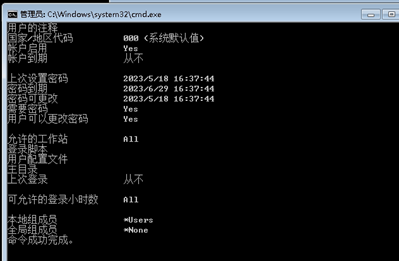 管理员: C:\Windows\system32\cmd.exe
用户的注释
国家/地区代码 000 (系统默认值)
帐户启用 Yes
帐户到期 从不
上次设置密码 2023/5/18 16:37:44
密码到期 2023/6/29 16:37:44
密码可更改 2023/5/18 16:37:44
需要密码 Yes
用户可以更改密码 Yes
允许的工作站 All
登录脚本
用户配置文件
主目录
上次登录 从不
可允许的登录小时数 All
本地组成员 *Users
全局组成员 *None
命令成功完成。